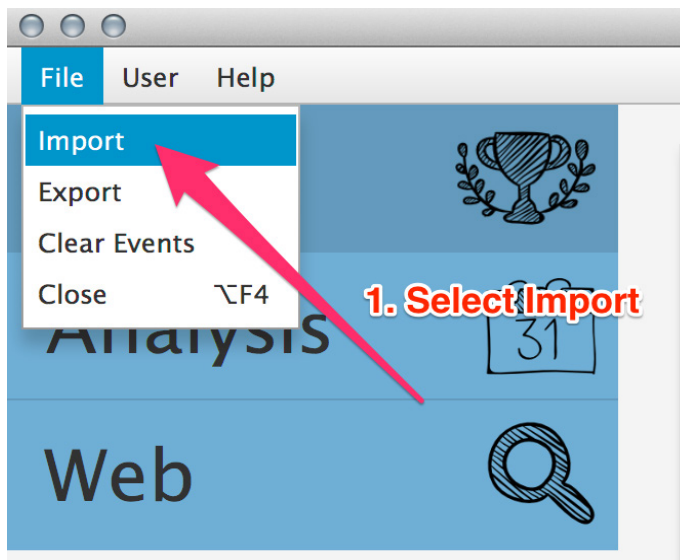 File User Help
Import
Export
Clear Events
Close ⌥F4
1. Select Import
Analysis
31
Web